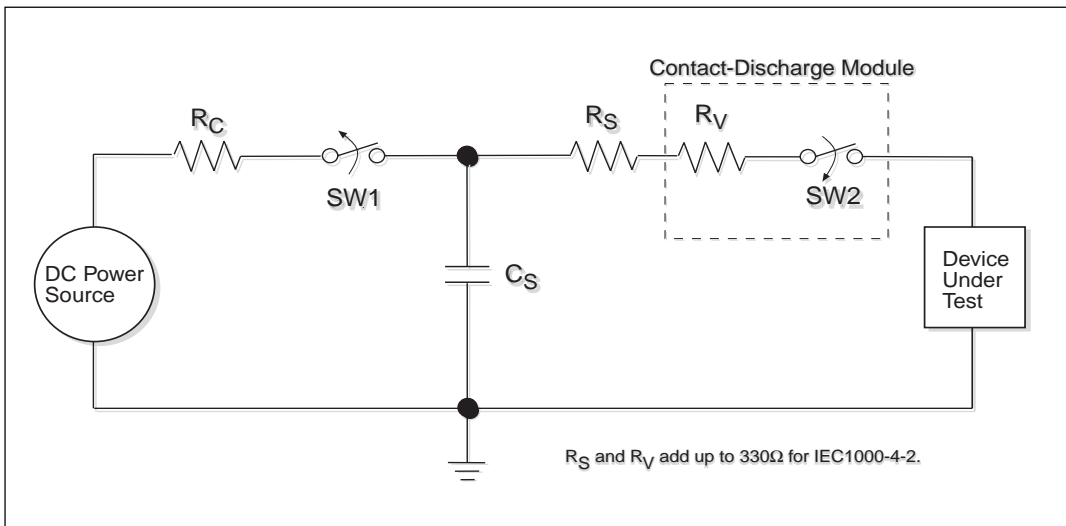 Contact-Discharge Module
RC
RS
RV
SW1
SW2
DC Power
Source
CS
Device
Under
Test
RS and RV add up to 330Ω for IEC1000-4-2.